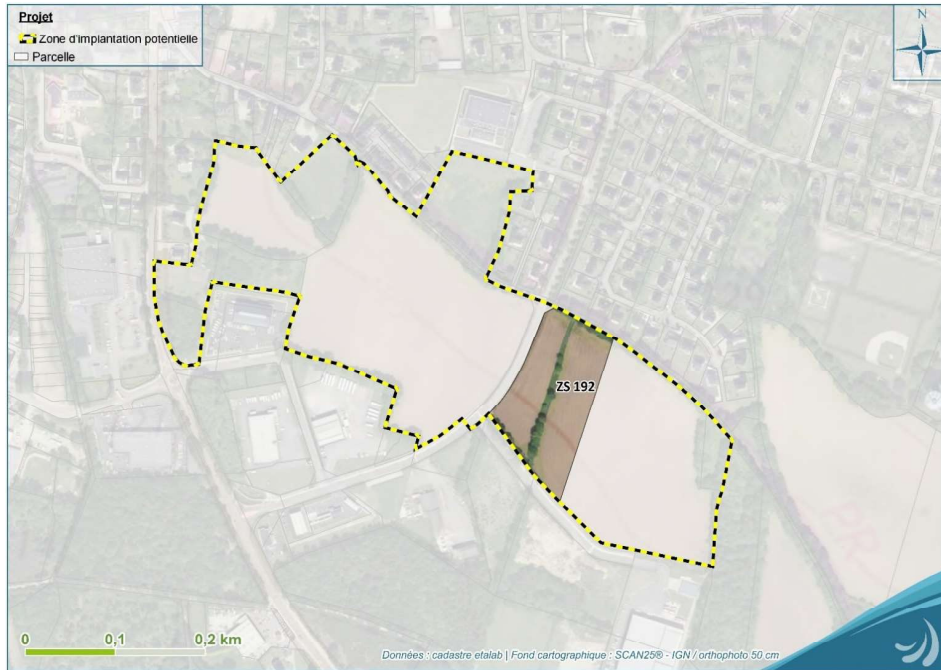 Projet
Zone d'implantation potentielle
Parcelle
N
ZS 192
0 0,1 0,2 km
Données : cadastre etalab | Fond cartographique : SCAN25® - IGN / orthophoto 50 cm